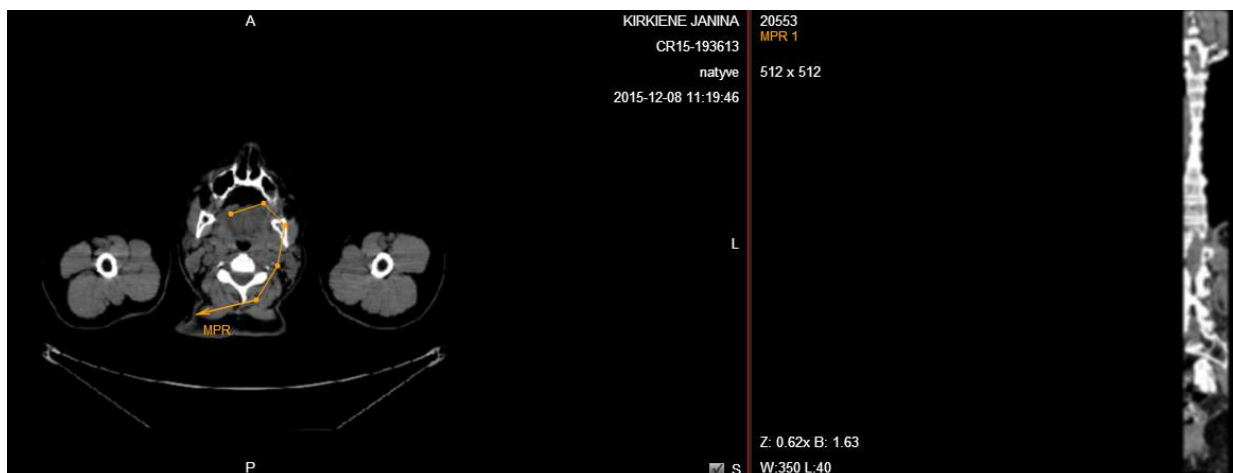 A
KIRKIENE JANINA
CR15-193613
natyve
2015-12-08 11:19:46
L
MPR
P
S
20553
MPR 1
512 x 512
Z: 0.62x B: 1.63
W:350 L:40